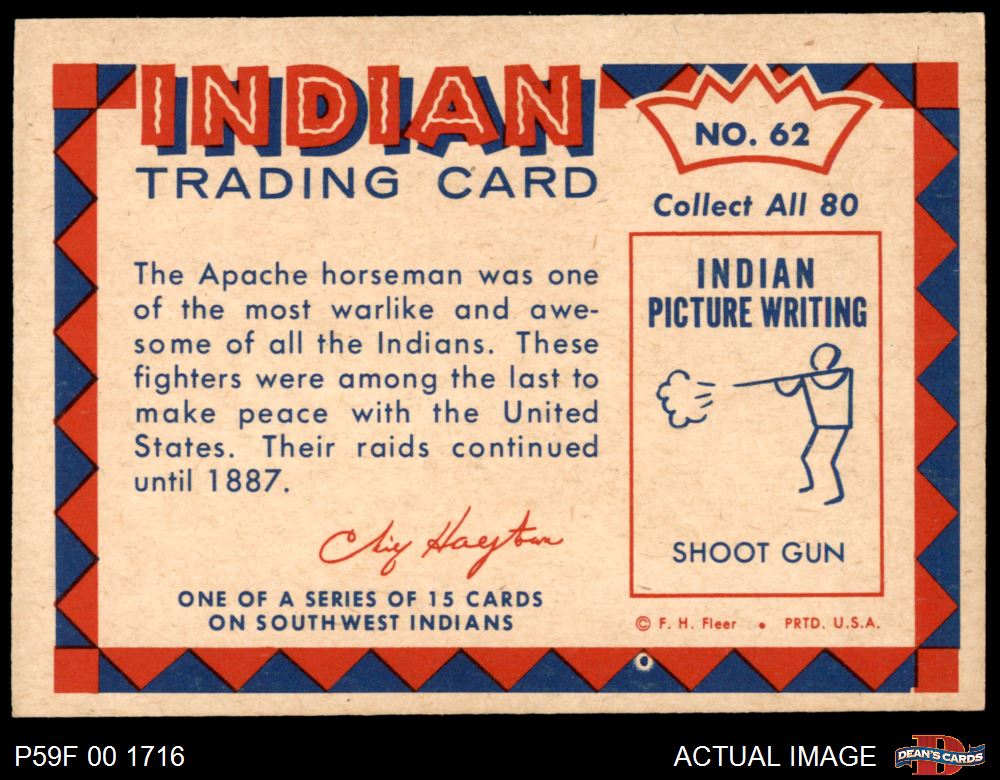 INDIAN
TRADING CARD
NO. 62
Collect All 80
The Apache horseman was one
of the most warlike and awe-
some of all the Indians. These
fighters were among the last to
make peace with the United
States. Their raids continued
until 1887.
Chief Hagstrom
ONE OF A SERIES OF 15 CARDS
ON SOUTHWEST INDIANS
INDIAN
PICTURE WRITING
SHOOT GUN
© F. H. Fleer • PRTD. U.S.A.
P59F 00 1716
ACTUAL IMAGE
DEAN'S CARDS